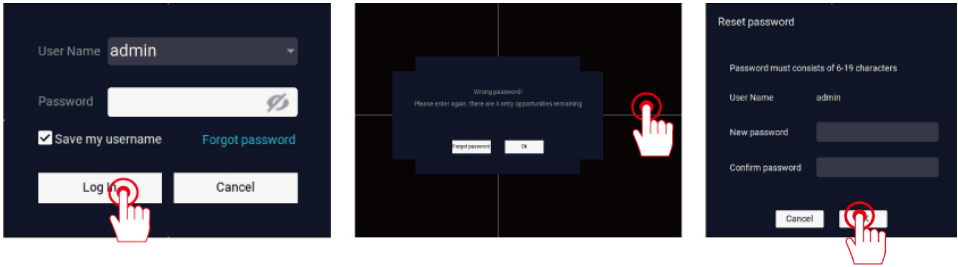 User Name admin
Password
Save my username Forgot password
Log In Cancel
Wrong password!
Please enter again, there are 4 retry opportunities remaining
Forgot password Ok
Reset password
Password must consists of 6-19 characters
User Name admin
New password
Confirm password
Cancel